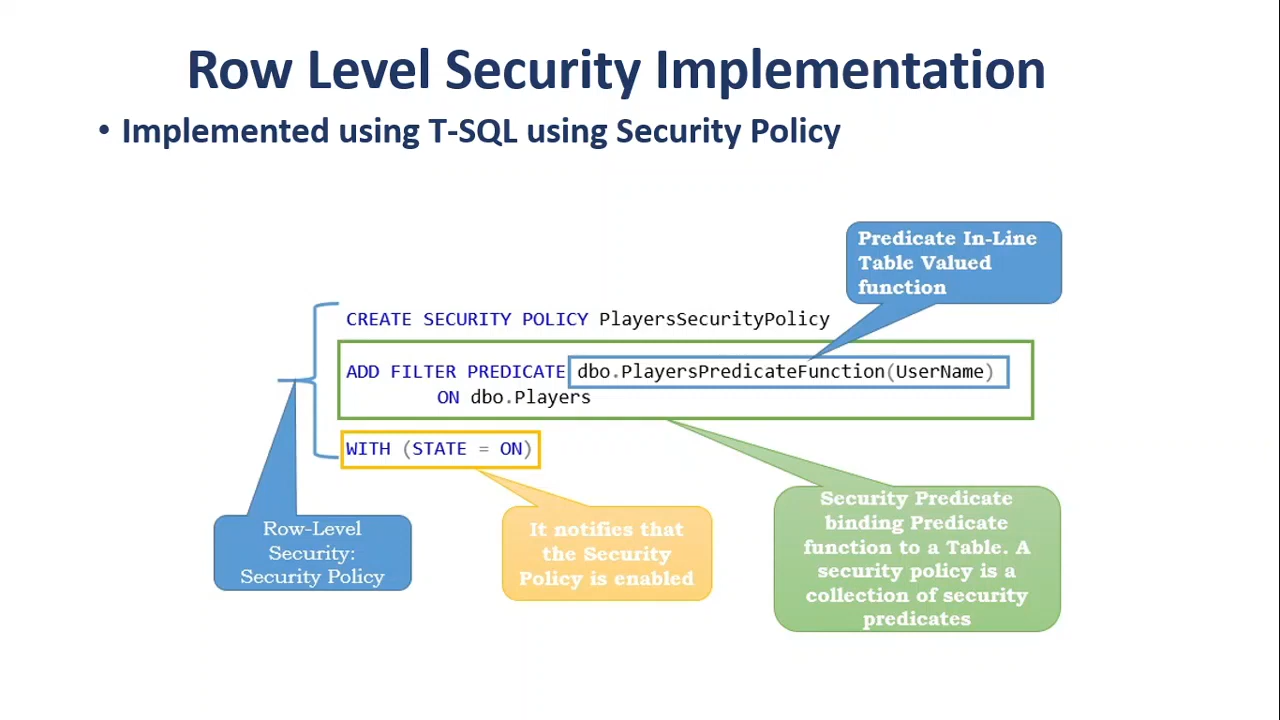 Row Level Security Implementation
• Implemented using T-SQL using Security Policy
Predicate In-Line
Table Valued
function
CREATE SECURITY POLICY PlayersSecurityPolicy
ADD FILTER PREDICATE dbo.PlayersPredicateFunction(UserName)
ON dbo.Players
WITH (STATE = ON)
Row-Level
Security:
Security Policy
It notifies that
the Security
Policy is enabled
Security Predicate
binding Predicate
function to a Table. A
security policy is a
collection of security
predicates